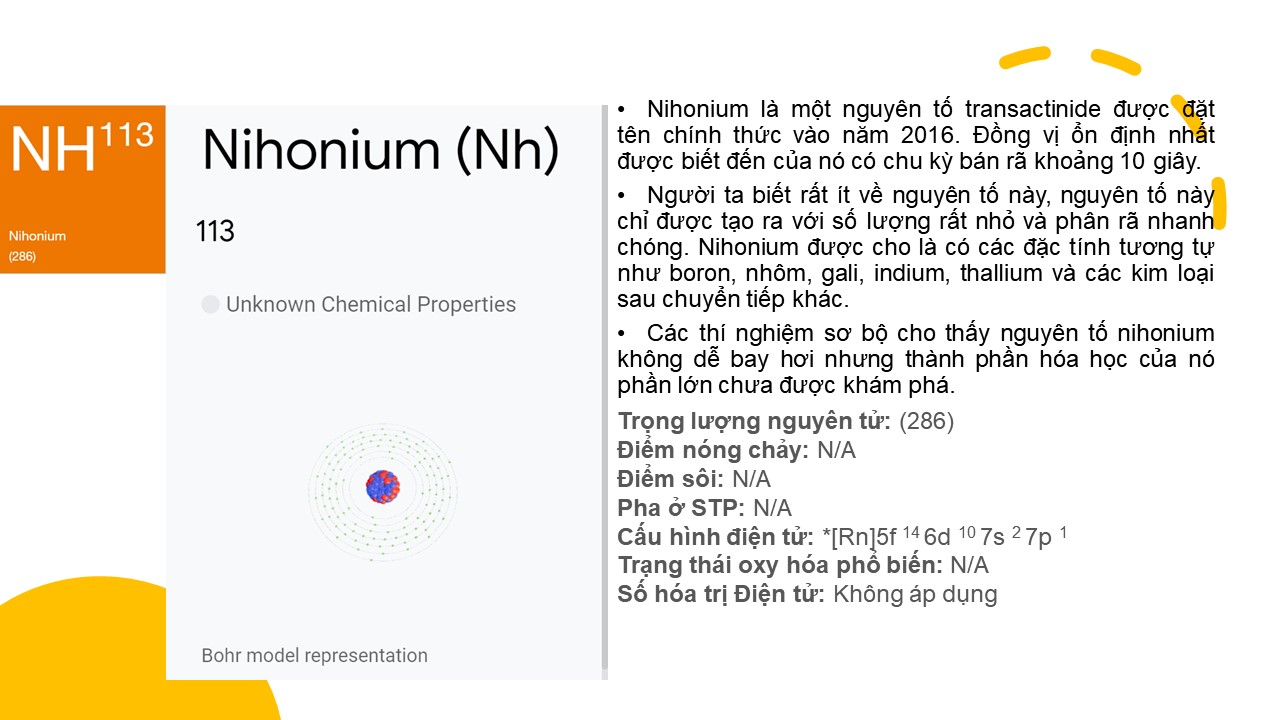 NH113
Nihonium
(286)
Nihonium (Nh)
113
Unknown Chemical Properties
Bohr model representation
• Nihonium là một nguyên tố transactinide được đặt
tên chính thức vào năm 2016. Đồng vị ổn định nhất
được biết đến của nó có chu kỳ bán rã khoảng 10 giây.
• Người ta biết rất ít về nguyên tố này, nguyên tố này
chỉ được tạo ra với số lượng rất nhỏ và phân rã nhanh
chóng. Nihonium được cho là có các đặc tính tương tự
như boron, nhôm, gali, indium, thallium và các kim loại
sau chuyển tiếp khác.
• Các thí nghiệm sơ bộ cho thấy nguyên tố nihonium
không dễ bay hơi nhưng thành phần hóa học của nó
phần lớn chưa được khám phá.
Trọng lượng nguyên tử: (286)
Điểm nóng chảy: N/A
Điểm sôi: N/A
Pha ở STP: N/A
Cấu hình điện tử: *[Rn]5f 14 6d 10 7s 2 7p 1
Trạng thái oxy hóa phổ biến: N/A
Số hóa trị Điện tử: Không áp dụng